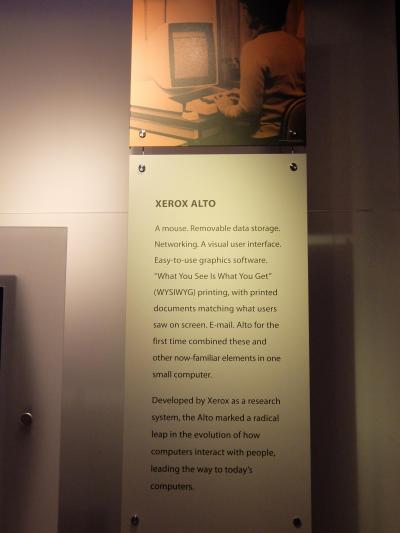 XEROX ALTO
A mouse. Removable data storage.
Networking. A visual user interface.
Easy-to-use graphics software.
"What You See Is What You Get"
(WYSIWYG) printing, with printed
documents matching what users
saw on screen. E-mail. Alto for the
first time combined these and
other now-familiar elements in one
small computer.
Developed by Xerox as a research
system, the Alto marked a radical
leap in the evolution of how
computers interact with people,
leading the way to today's
computers.